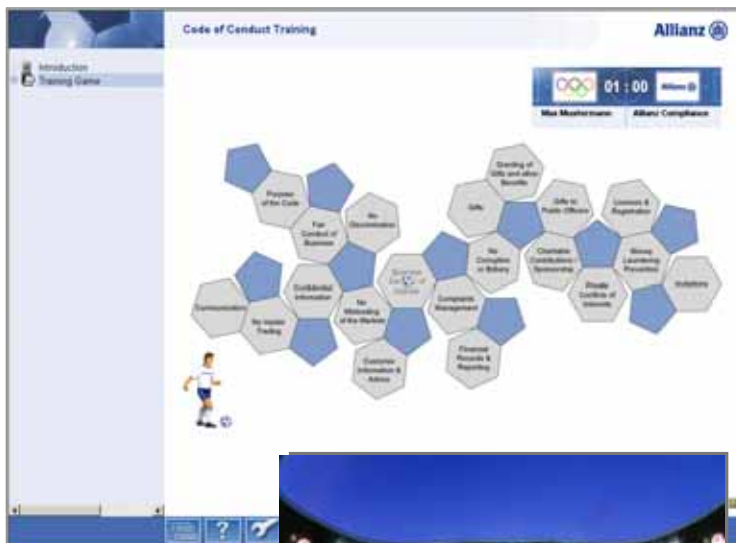 Code of Conduct Training
Allianz
Introduction
Training Game
01 : 00
Allianz
Max Mustermann
Allianz Compliance
Granting of
Gifts and other
Benefits
Purpose
of the Code
No
Discrimination
Gifts
Gifts to
Public Officers
Licenses &
Registration
Fair
Conduct of
Business
No
Corruption
or Bribery
Charitable
Contributions /
Sponsorship
Money
Laundering
Prevention
Confidential
Information
Private
Conflicts of
Interests
Invitations
Communication
No Insider
Trading
No
Misleading
of the Markets
Complaints
Management
Customer
Information &
Advice
Financial
Records &
Reporting
?